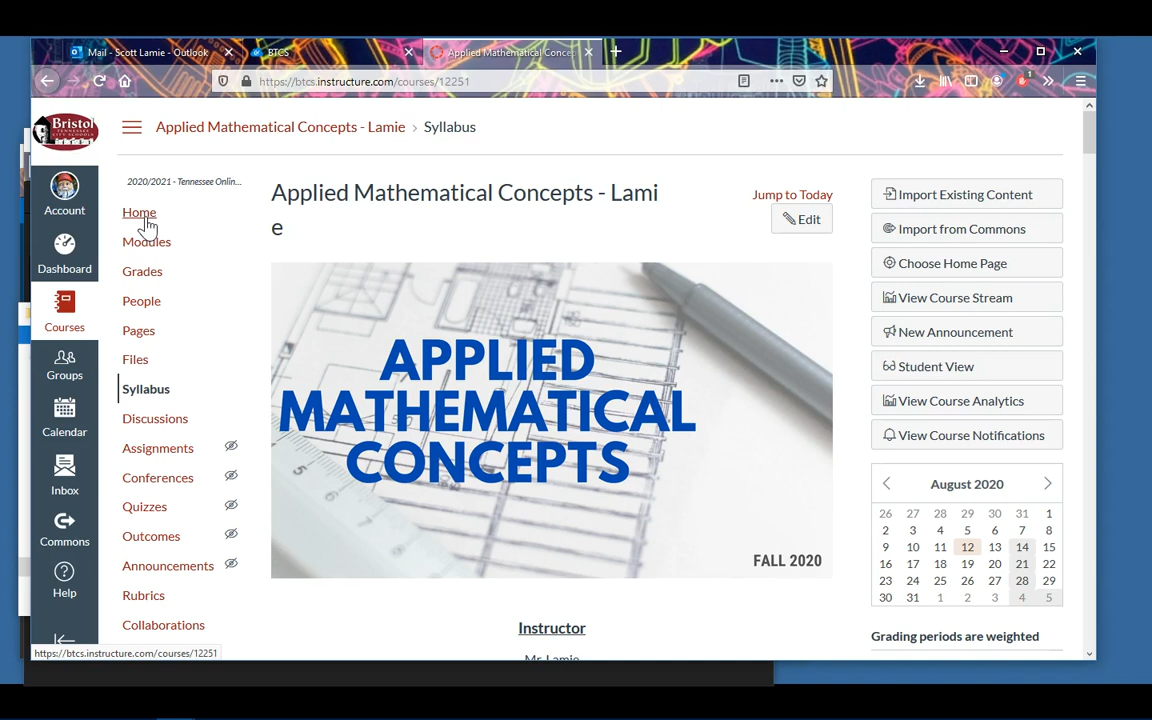 Mail - Scott Lamie - Outlook
BTCS
Applied Mathematical Conce
https://btcs.instructure.com/courses/12251
1
Bristol
TENNESSEE
CITY SCHOOLS
Applied Mathematical Concepts - Lamie › Syllabus
Account
Dashboard
Courses
Groups
Calendar
Inbox
Commons
Help
2020/2021 - Tennessee Onlin...
Home
Modules
Grades
People
Pages
Files
Syllabus
Discussions
Assignments
Conferences
Quizzes
Outcomes
Announcements
Rubrics
Collaborations
https://btcs.instructure.com/courses/12251
Applied Mathematical Concepts - Lami
e
Jump to Today
Edit
APPLIED
MATHEMATICAL
CONCEPTS
FALL 2020
Instructor
Mr. Lamie
Import Existing Content
Import from Commons
Choose Home Page
View Course Stream
New Announcement
Student View
View Course Analytics
View Course Notifications
August 2020
26 27 28 29 30 31 1
2 3 4 5 6 7 8
9 10 11 12 13 14 15
16 17 18 19 20 21 22
23 24 25 26 27 28 29
30 31 1 2 3 4 5
Grading periods are weighted